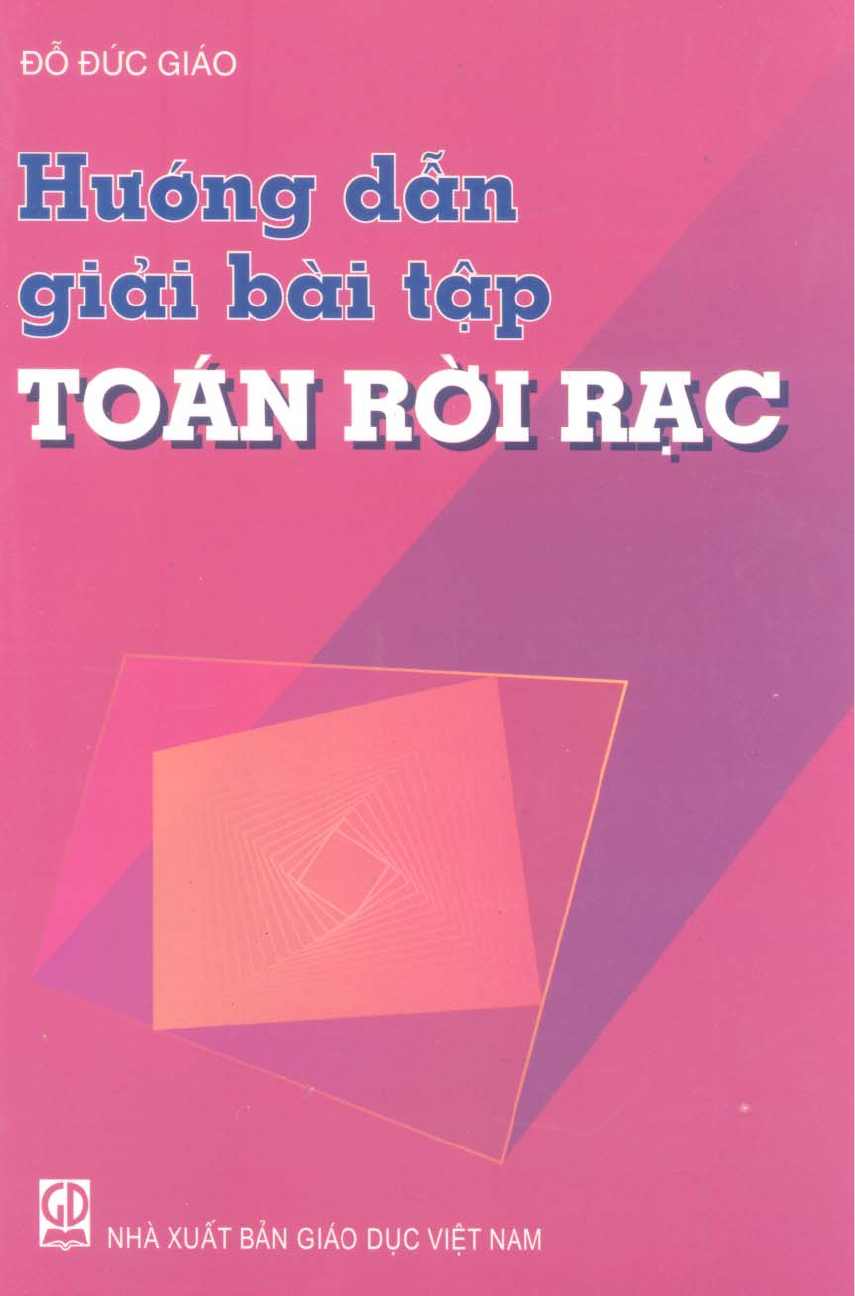 ĐỖ ĐỨC GIÁO
Hướng dẫn
giải bài tập
TOÁN RỜI RẠC
GD
NHÀ XUẤT BẢN GIÁO DỤC VIỆT NAM